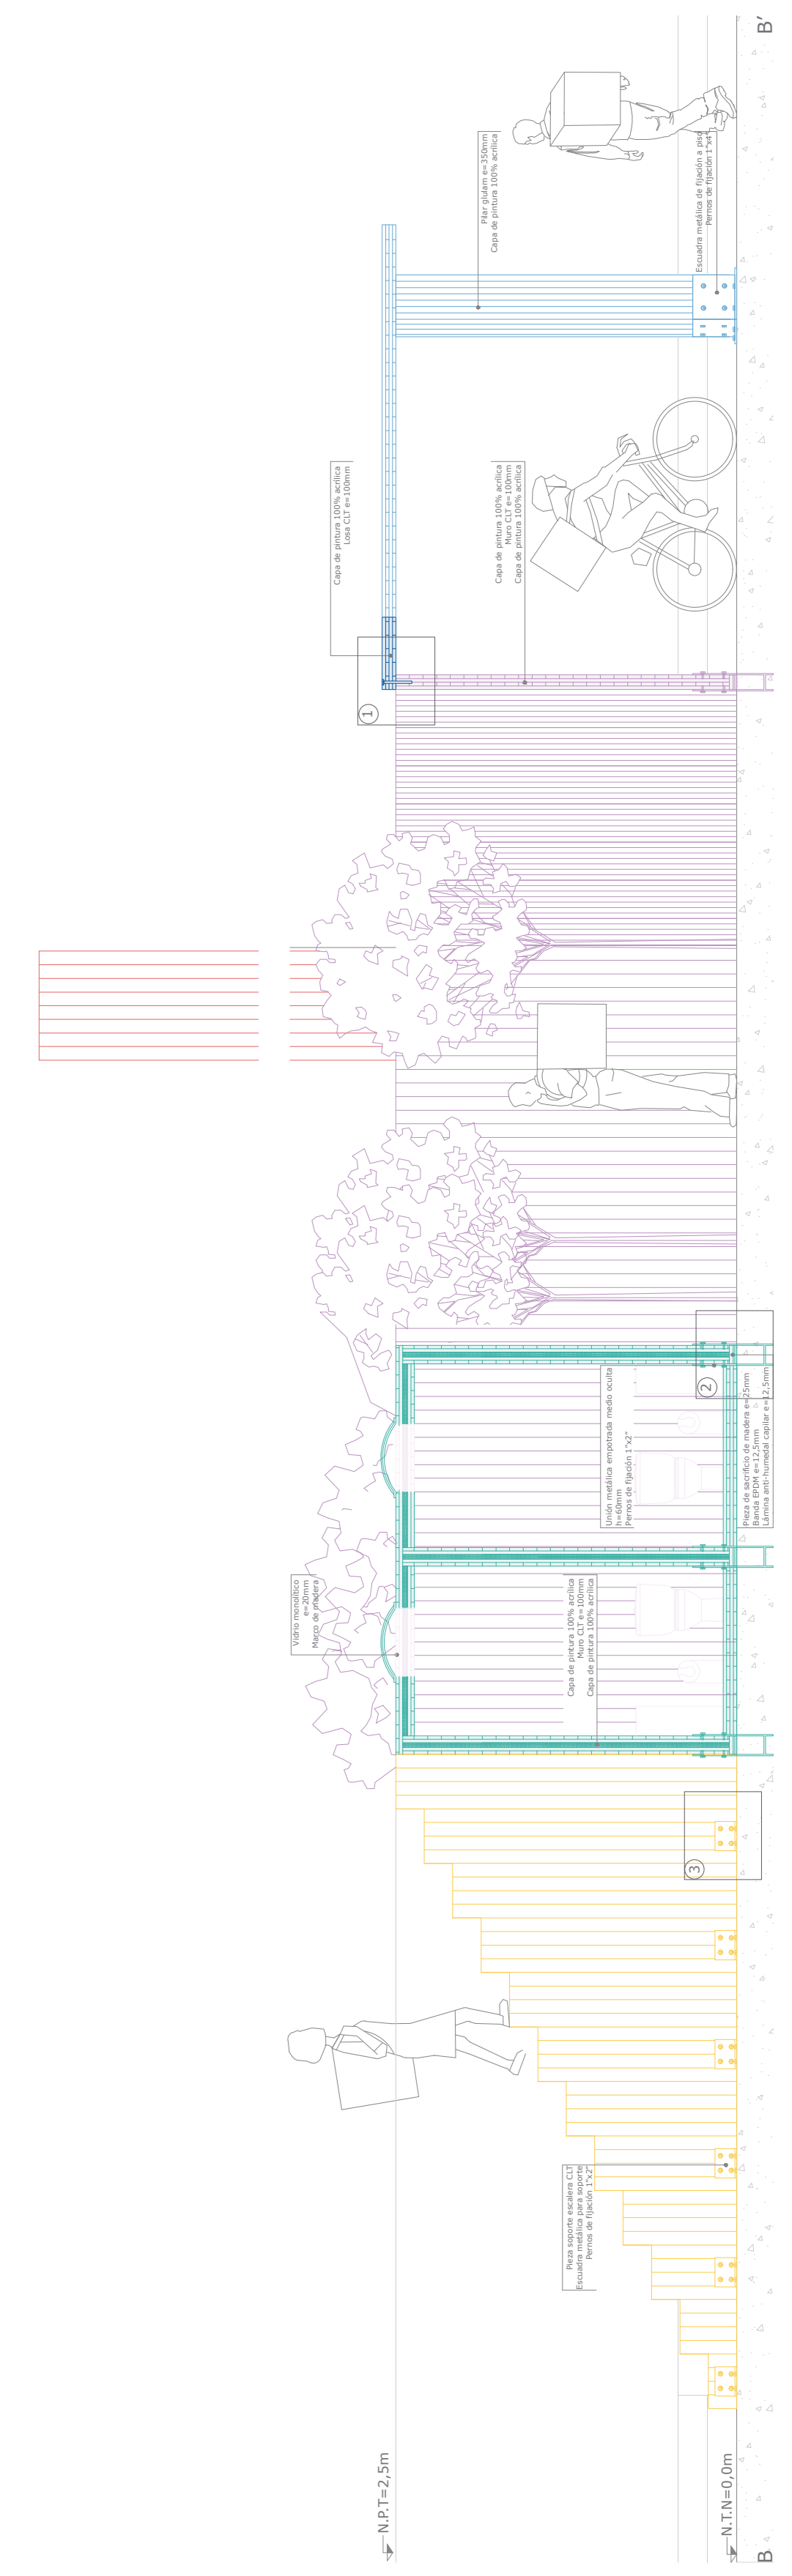 N.P.T=2,5m
N.T.N=0,0m
B
Pieza soporte escalera CLT
Escuadra metálica para soporte
Pernos de fijación 1"x2"
3
Vidrio monolítico
e=20mm
Marco de madera
Capa de pintura 100% acrílica
Muro CLT e=100mm
Capa de pintura 100% acrílica
Unión metálica empotrada medio oculta
h=60mm
Pernos de fijación 1"x2"
2
Pieza de sacrificio de madera e=25mm
Banda EPDM e=12,5mm
Lámina anti-humedal capilar e=12,5mm
1
Capa de pintura 100% acrílica
Losa CLT e=100mm
Capa de pintura 100% acrílica
Muro CLT e=100mm
Capa de pintura 100% acrílica
Pilar glulam e=350mm
Capa de pintura 100% acrílica
Escuadra metálica de fijación a piso
Pernos de fijación 1"x4"
B'